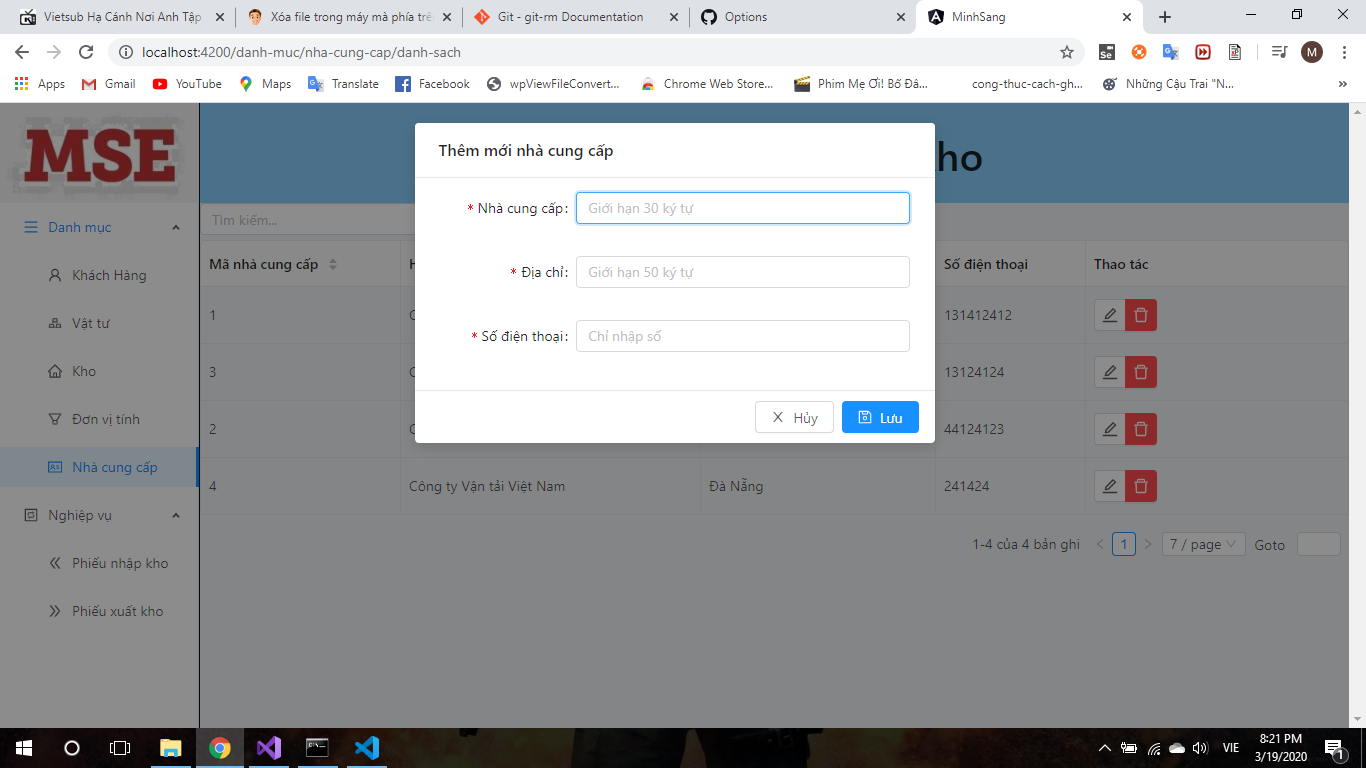 Vietsub Hạ Cánh Nơi Anh Tập
Xóa file trong máy mà phía trê
Git - git-rm Documentation
Options
MinhSang
localhost:4200/danh-muc/nha-cung-cap/danh-sach
M
Apps
Gmail
YouTube
Maps
Translate
Facebook
wpViewFileConvert...
Chrome Web Store...
Phim Mẹ Ơi! Bố Đâ...
cong-thuc-cach-gh...
Những Cậu Trai "N...
MSE
Danh mục
Khách Hàng
Vật tư
Kho
Đơn vị tính
Nhà cung cấp
Nghiệp vụ
Phiếu nhập kho
Phiếu xuất kho
ho
Thêm mới nhà cung cấp
* Nhà cung cấp: Giới hạn 30 ký tự
* Địa chỉ: Giới hạn 50 ký tự
* Số điện thoại: Chỉ nhập số
Hủy
Lưu
Tìm kiếm...
Mã nhà cung cấp
Số điện thoại
Thao tác
1
131412412
3
13124124
2
44124123
4
Công ty Vận tải Việt Nam
Đà Nẵng
241424
1-4 của 4 bản ghi
1
7 / page
Goto
VIE
8:21 PM
3/19/2020
1